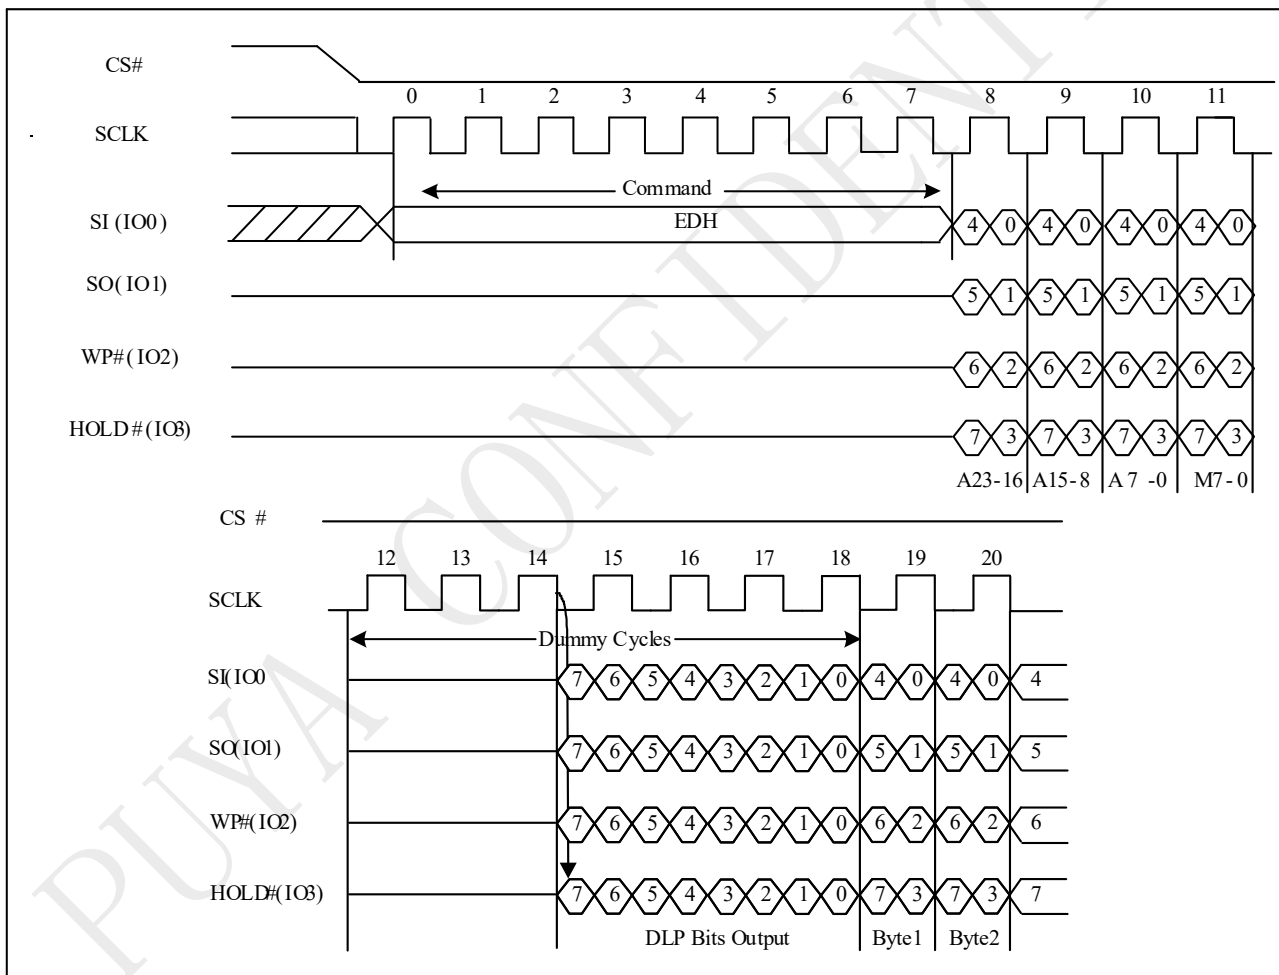 PUYA CONFIDENT
CS#
0 1 2 3 4 5 6 7 8 9 10 11
SCLK
Command
SI (IO0) EDH 4 0 4 0 4 0 4 0
SO( IO1) 5 1 5 1 5 1 5 1
WP# ( IO2) 6 2 6 2 6 2 6 2
HOLD # ( IO3) 7 3 7 3 7 3 7 3
A23-16 A15-8 A 7 -0 M7-0
CS #
12 13 14 15 16 17 18 19 20
SCLK
Dummy Cycles
SI(IO0 7 6 5 4 3 2 1 0 4 0 4 0 4
SO(IO1) 7 6 5 4 3 2 1 0 5 1 5 1 5
WP#(IO2) 7 6 5 4 3 2 1 0 6 2 6 2 6
HOLD#(IO3) 7 6 5 4 3 2 1 0 7 3 7 3 7
DLP Bits Output Byte1 Byte2